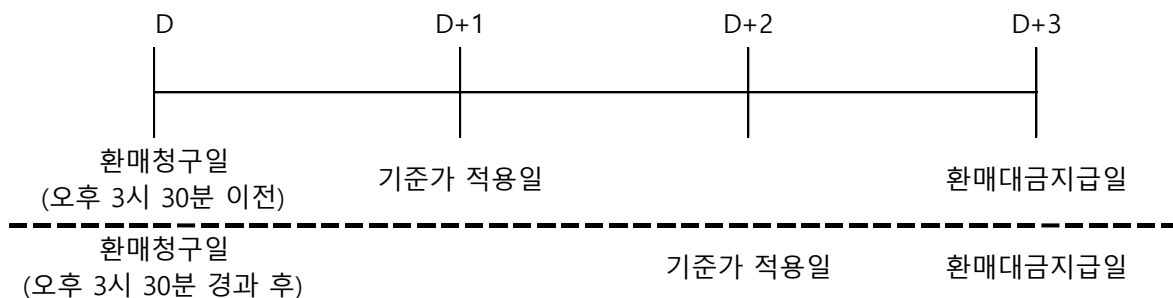 D D+1 D+2 D+3
환매청구일
(오후 3시 30분 이전)
기준가 적용일
환매대금지급일
환매청구일
(오후 3시 30분 경과 후)
기준가 적용일
환매대금지급일